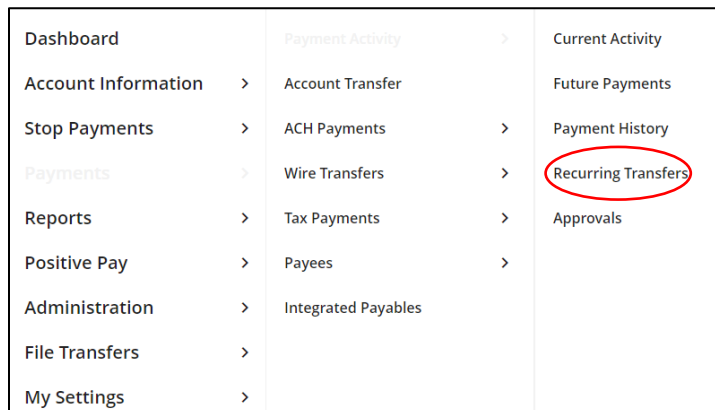 Dashboard
Account Information >
Stop Payments >
Payments >
Reports >
Positive Pay >
Administration >
File Transfers >
My Settings >
Payment Activity >
Account Transfer
ACH Payments >
Wire Transfers >
Tax Payments >
Payees >
Integrated Payables
Current Activity
Future Payments
Payment History
Recurring Transfers
Approvals